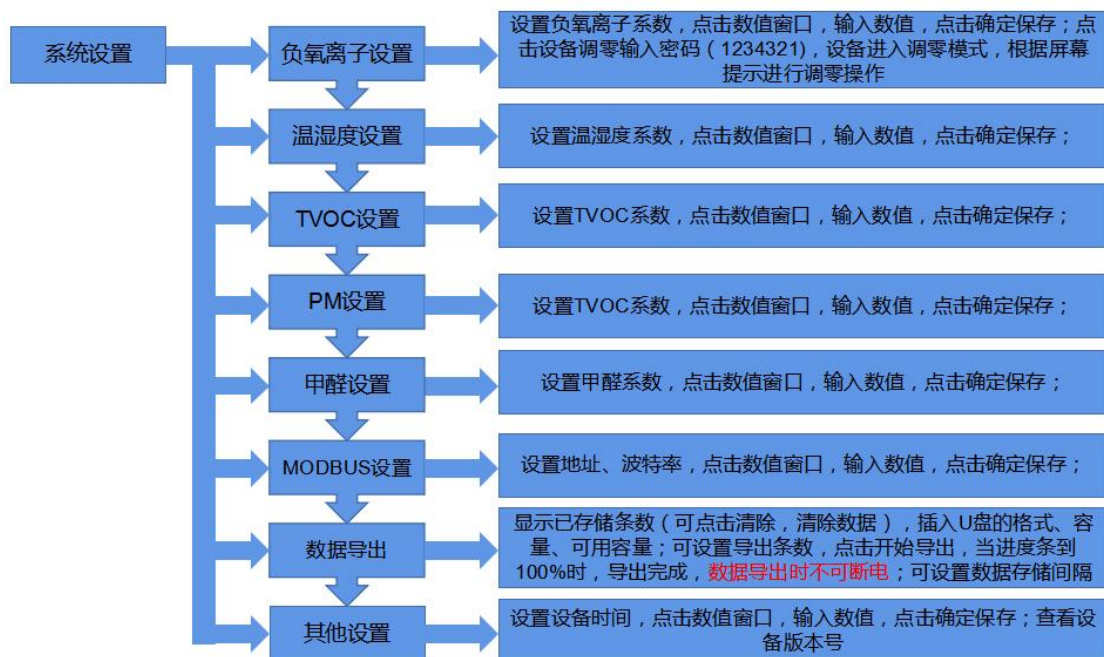 系统设置
负氧离子设置
设置负氧离子系数，点击数值窗口，输入数值，点击确定保存；点
击设备调零输入密码（1234321)，设备进入调零模式，根据屏幕
提示进行调零操作
温湿度设置
设置温湿度系数，点击数值窗口，输入数值，点击确定保存；
TVOC设置
设置TVOC系数，点击数值窗口，输入数值，点击确定保存；
PM设置
设置TVOC系数，点击数值窗口，输入数值，点击确定保存；
甲醛设置
设置甲醛系数，点击数值窗口，输入数值，点击确定保存；
MODBUS设置
设置地址、波特率，点击数值窗口，输入数值，点击确定保存；
数据导出
显示已存储条数（可点击清除，清除数据），插入U盘的格式、容
量、可用容量；可设置导出条数，点击开始导出，当进度条到
100%时，导出完成，数据导出时不可断电；可设置数据存储间隔
其他设置
设置设备时间，点击数值窗口，输入数值，点击确定保存；查看设
备版本号